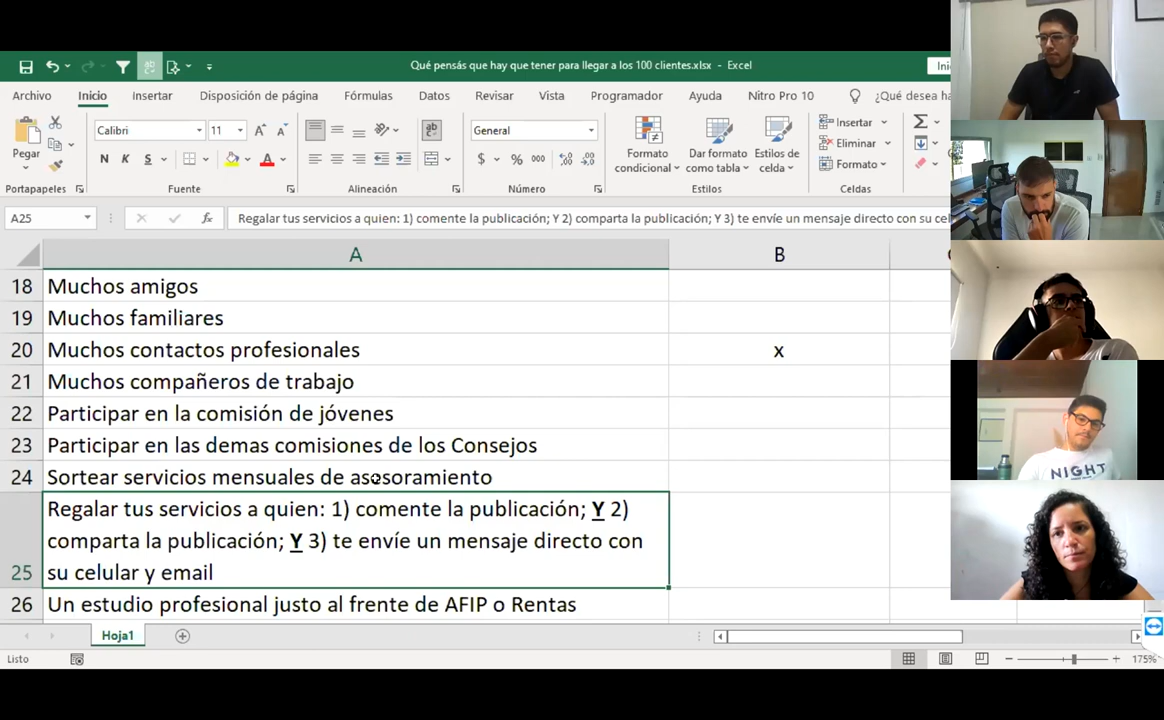 Qué pensás que hay que tener para llegar a los 100 clientes.xlsx - Excel
Archivo Inicio Insertar Disposición de página Fórmulas Datos Revisar Vista Programador Ayuda Nitro Pro 10 ¿Qué desea
Pegar
Calibri 11
N K S
General
$ % 000
Formato condicional
Dar formato como tabla
Estilos de celda
Insertar
Eliminar
Formato
Portapapeles Fuente Alineación Número Estilos Celdas
A25 fx Regalar tus servicios a quien: 1) comente la publicación; Y 2) comparta la publicación; Y 3) te envíe un mensaje directo con su
A B
18 Muchos amigos
19 Muchos familiares
20 Muchos contactos profesionales x
21 Muchos compañeros de trabajo
22 Participar en la comisión de jóvenes
23 Participar en las demas comisiones de los Consejos
24 Sortear servicios mensuales de asesoramiento
Regalar tus servicios a quien: 1) comente la publicación; Y 2)
comparta la publicación; Y 3) te envíe un mensaje directo con
25 su celular y email
26 Un estudio profesional justo al frente de AFIP o Rentas
Hoja1
Listo 175%
NIGHT